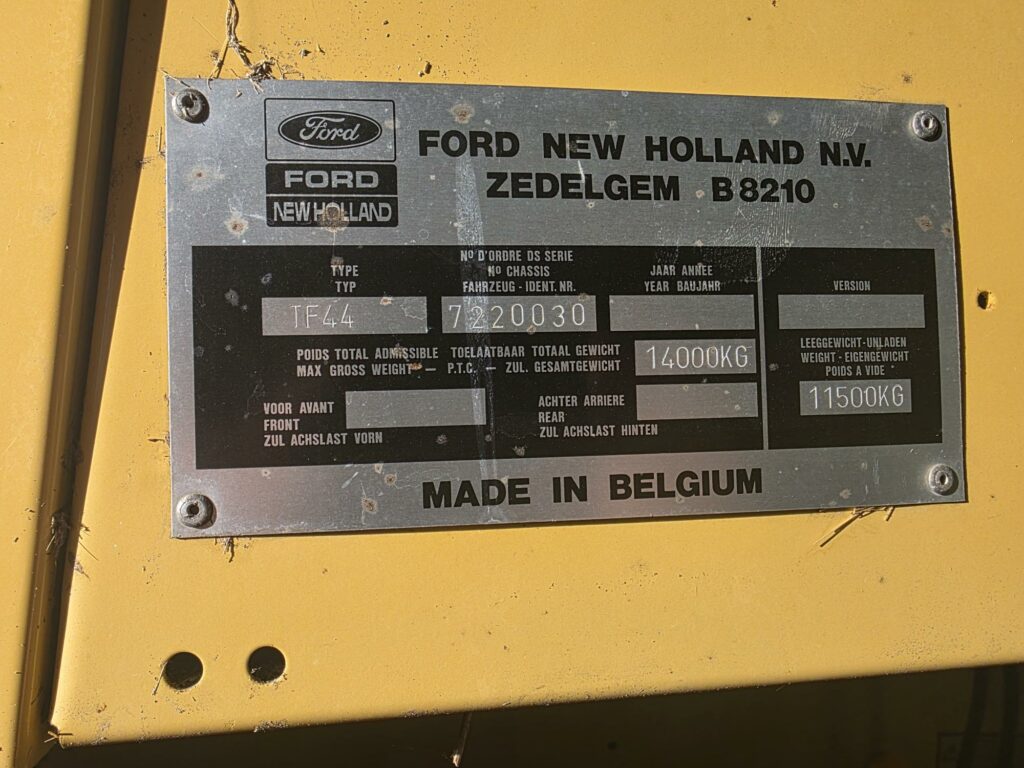 Ford
FORD
NEW HOLLAND
FORD NEW HOLLAND N.V.
ZEDELGEM B8210
TYPE
TYP
TF44
Nº D'ORDRE DS SERIE
Nº CHASSIS
FAHRZEUG - IDENT. NR.
7220030
JAAR ANNEE
YEAR BAUJAHR
VERSION
POIDS TOTAL ADMISSIBLE TOELAATBAAR TOTAAL GEWICHT
MAX GROSS WEIGHT - P.T.C. - ZUL. GESAMTGEWICHT
14000KG
LEEGGEWICHT-UNLADEN
WEIGHT - EIGENGEWICHT
POIDS A VIDE
11500KG
VOOR AVANT
FRONT
ZUL ACHSLAST VORN
ACHTER ARRIERE
REAR
ZUL ACHSLAST HINTEN
MADE IN BELGIUM